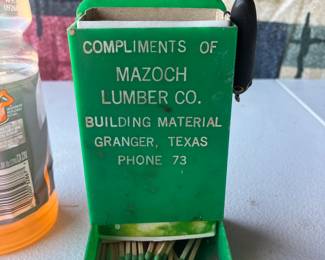 COMPLIMENTS OF
MAZOCH
LUMBER CO.
BUILDING MATERIAL
GRANGER, TEXAS
PHONE 73